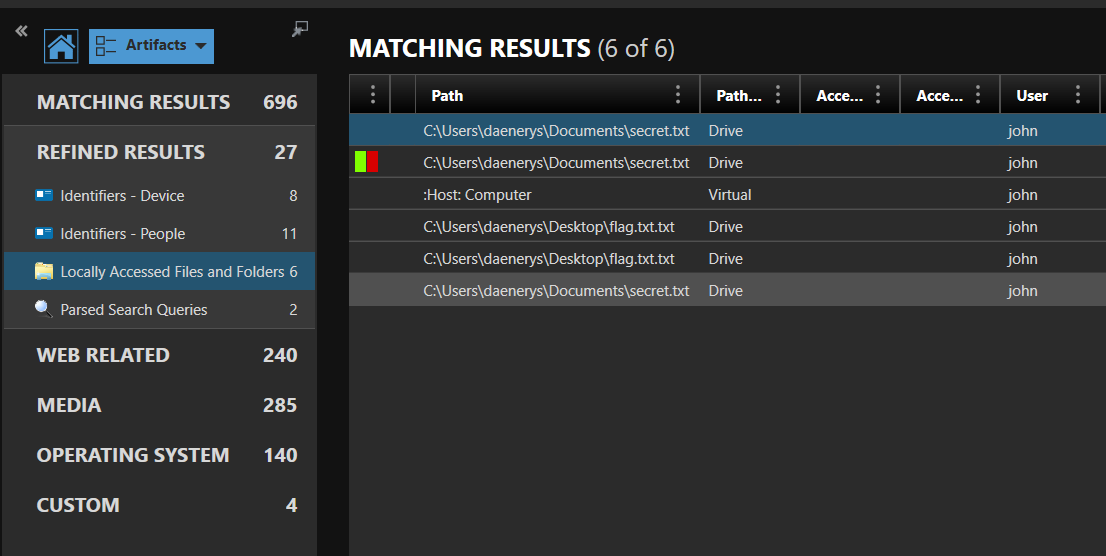 Artifacts
MATCHING RESULTS 696
REFINED RESULTS 27
Identifiers - Device 8
Identifiers - People 11
Locally Accessed Files and Folders 6
Parsed Search Queries 2
WEB RELATED 240
MEDIA 285
OPERATING SYSTEM 140
CUSTOM 4
MATCHING RESULTS (6 of 6)
Path Path... Acce... Acce... User
C:\Users\daenerys\Documents\secret.txt Drive john
C:\Users\daenerys\Documents\secret.txt Drive john
:Host: Computer Virtual john
C:\Users\daenerys\Desktop\flag.txt.txt Drive john
C:\Users\daenerys\Desktop\flag.txt.txt Drive john
C:\Users\daenerys\Documents\secret.txt Drive john